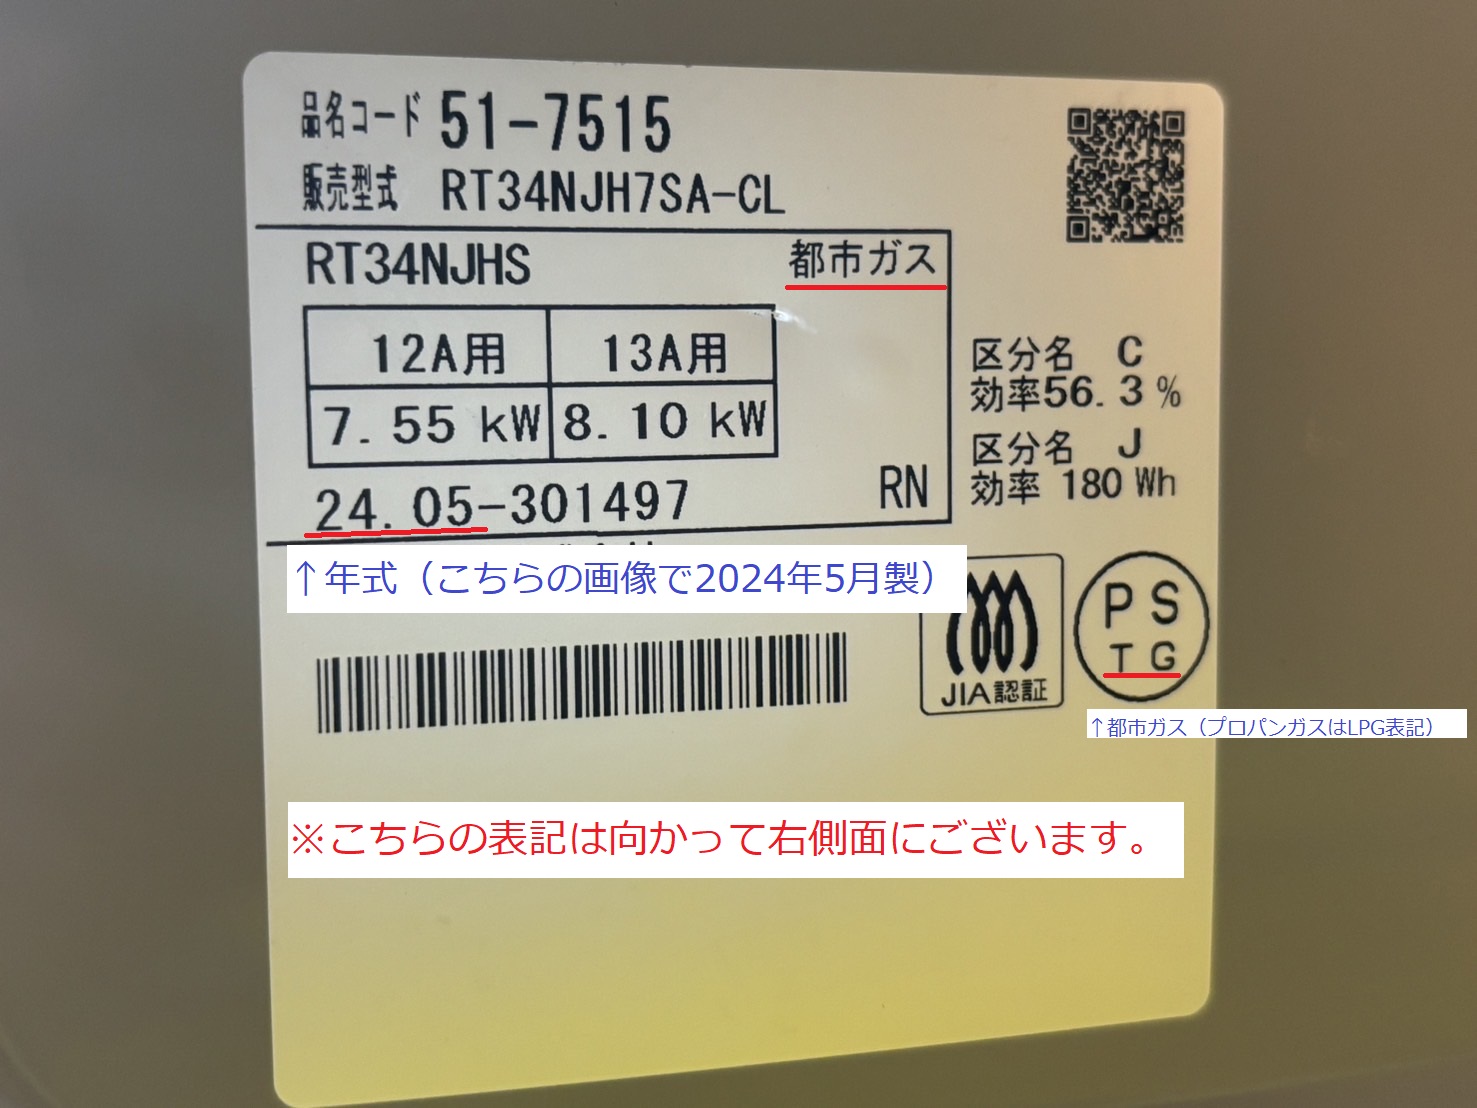 品名コード 51-7515
販売型式 RT34NJH7SA-CL
RT34NJHS 都市ガス
12A用 13A用
7.55 kW 8.10 kW
24.05-301497 RN
区分名 C
効率56.3%
区分名 J
効率 180 Wh
↑年式（こちらの画像で2024年5月製）
JIA認証
PS
TG
↑都市ガス（プロパンガスはLPG表記）
※こちらの表記は向かって右側面にございます。